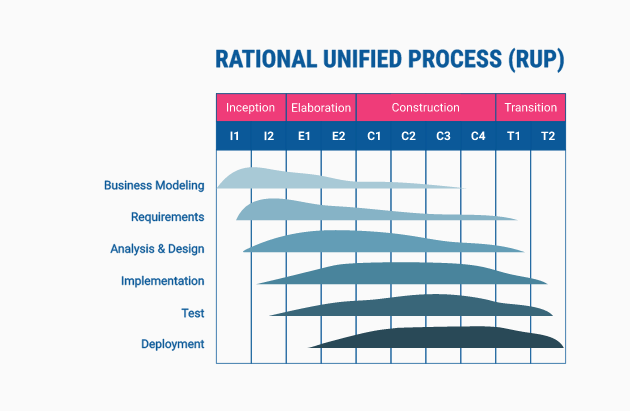 RATIONAL UNIFIED PROCESS (RUP)
Inception Elaboration Construction Transition
I1 I2 E1 E2 C1 C2 C3 C4 T1 T2
Business Modeling
Requirements
Analysis & Design
Implementation
Test
Deployment